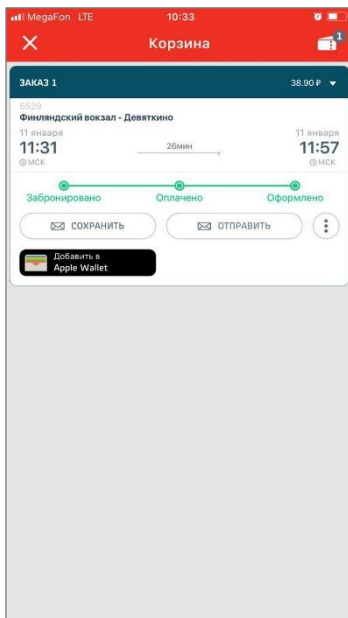 MegaFon LTE 10:33
Корзина
1
ЗАКАЗ 1 38.90 ₽
6829
Финляндский вокзал - Девяткино
11 января 11 января
11:31 26мин 11:57
МСК МСК
Забронировано Оплачено Оформлено
СОХРАНИТЬ ОТПРАВИТЬ
Добавить в
Apple Wallet